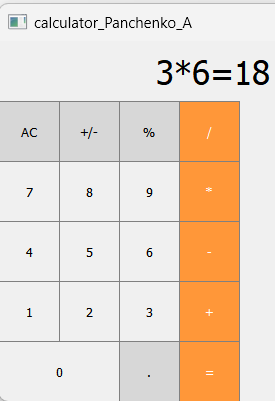 calculator_Panchenko_A
3*6=18
AC +/- % /
7 8 9 *
4 5 6 -
1 2 3 +
0 . =